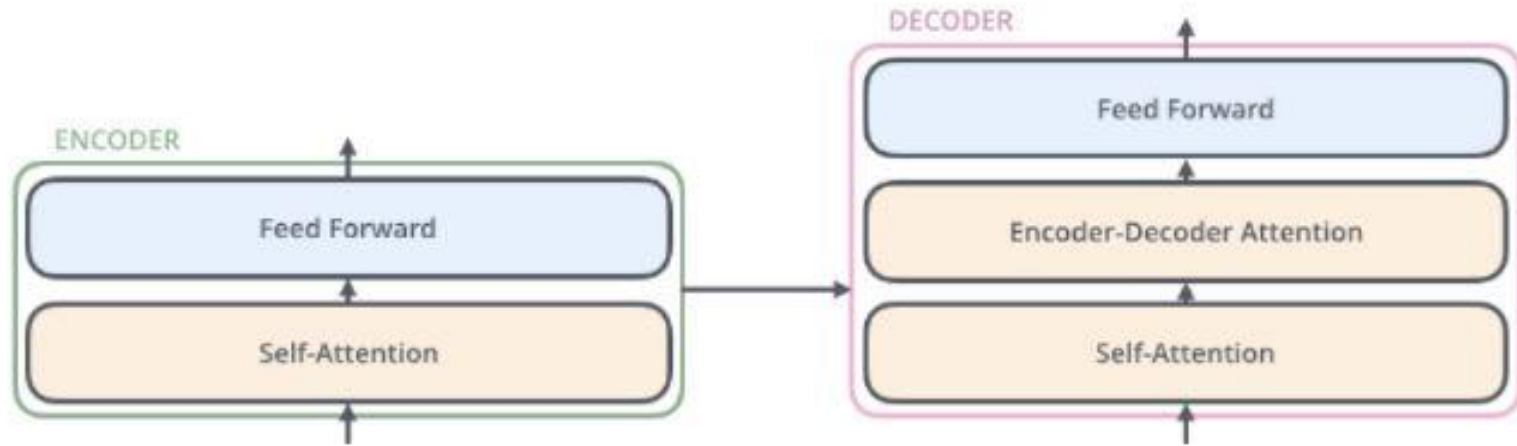 ENCODER
Feed Forward
Self-Attention
DECODER
Feed Forward
Encoder-Decoder Attention
Self-Attention